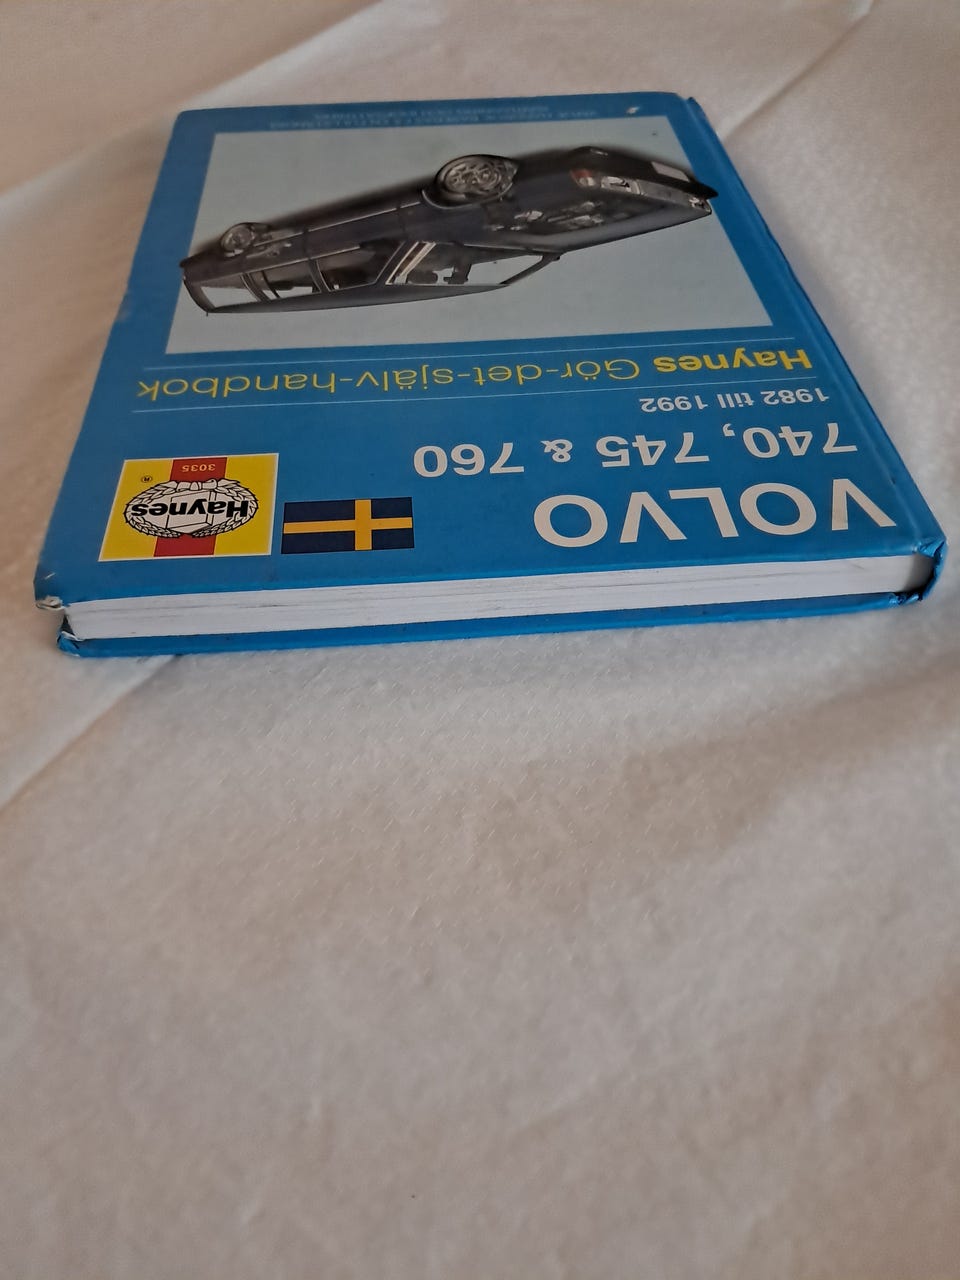 VOLVO
740, 745 & 760
1982 till 1992
Haynes Gör-det-själv-handbok
Haynes
®
3035